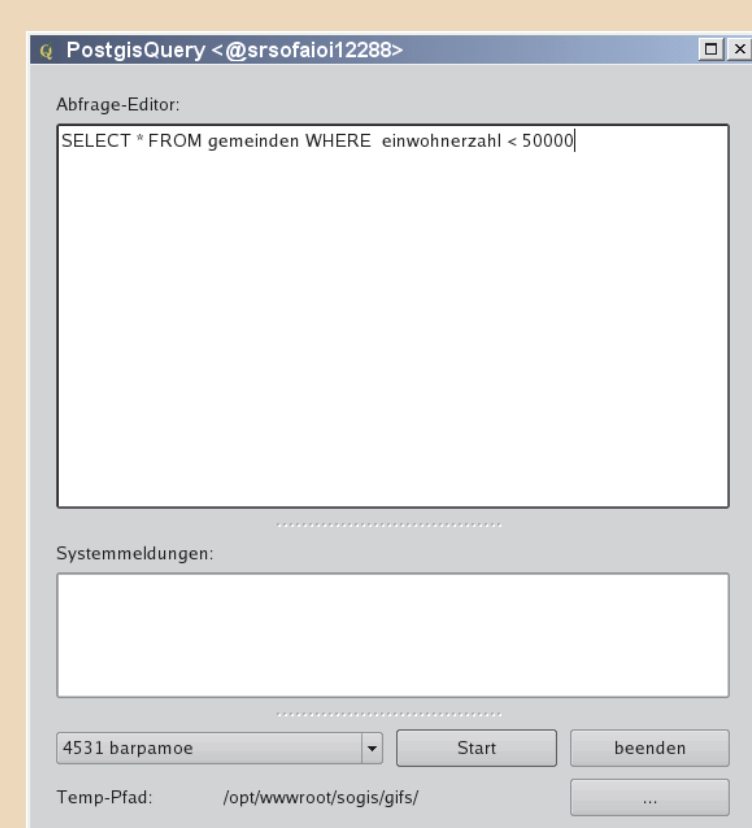 PostgisQuery <@srsofaioi12288>
Abfrage-Editor:
SELECT * FROM gemeinden WHERE  einwohnerzahl < 50000
Systemmeldungen:
4531 barpamoe
Start
beenden
Temp-Pfad:
/opt/wwwroot/sogis/gifs/
...